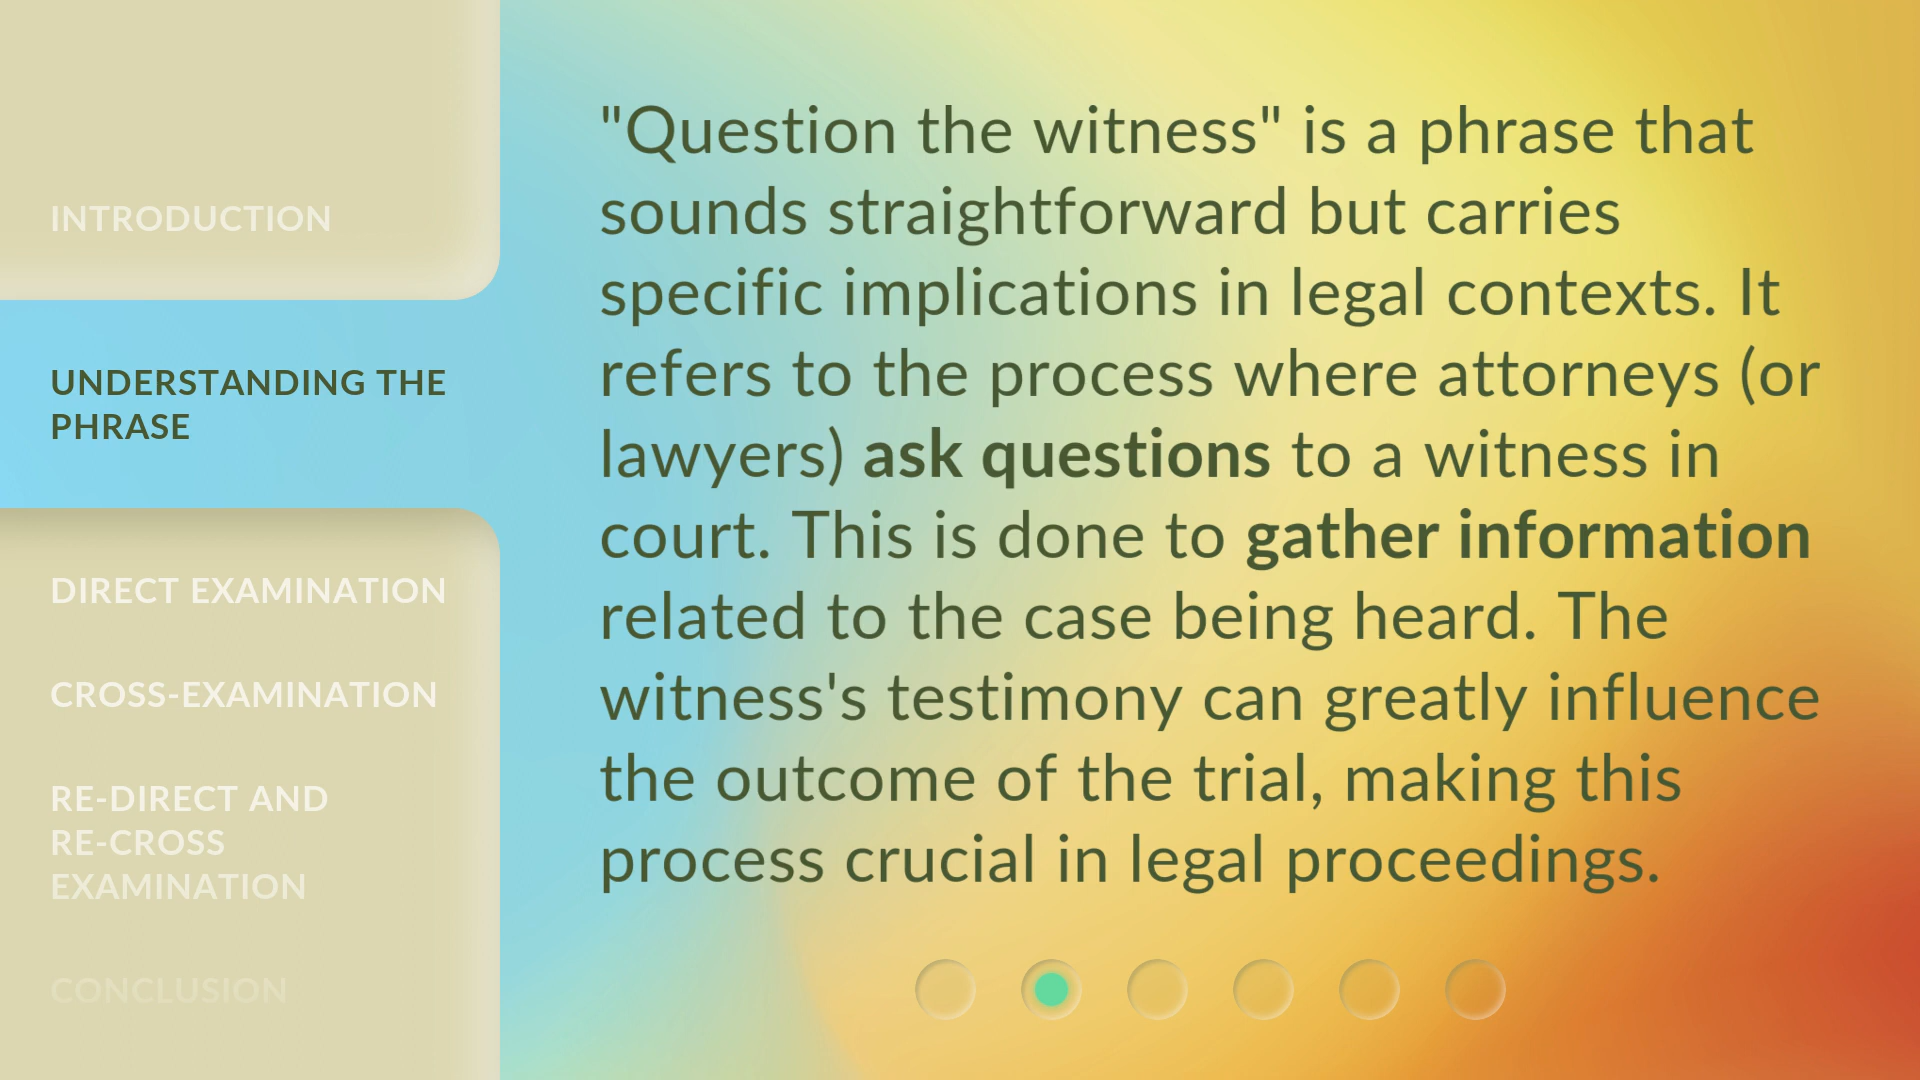 INTRODUCTION
UNDERSTANDING THE
PHRASE
DIRECT EXAMINATION
CROSS-EXAMINATION
RE-DIRECT AND
RE-CROSS
EXAMINATION
CONCLUSION
"Question the witness" is a phrase that
sounds straightforward but carries
specific implications in legal contexts. It
refers to the process where attorneys (or
lawyers) ask questions to a witness in
court. This is done to gather information
related to the case being heard. The
witness's testimony can greatly influence
the outcome of the trial, making this
process crucial in legal proceedings.